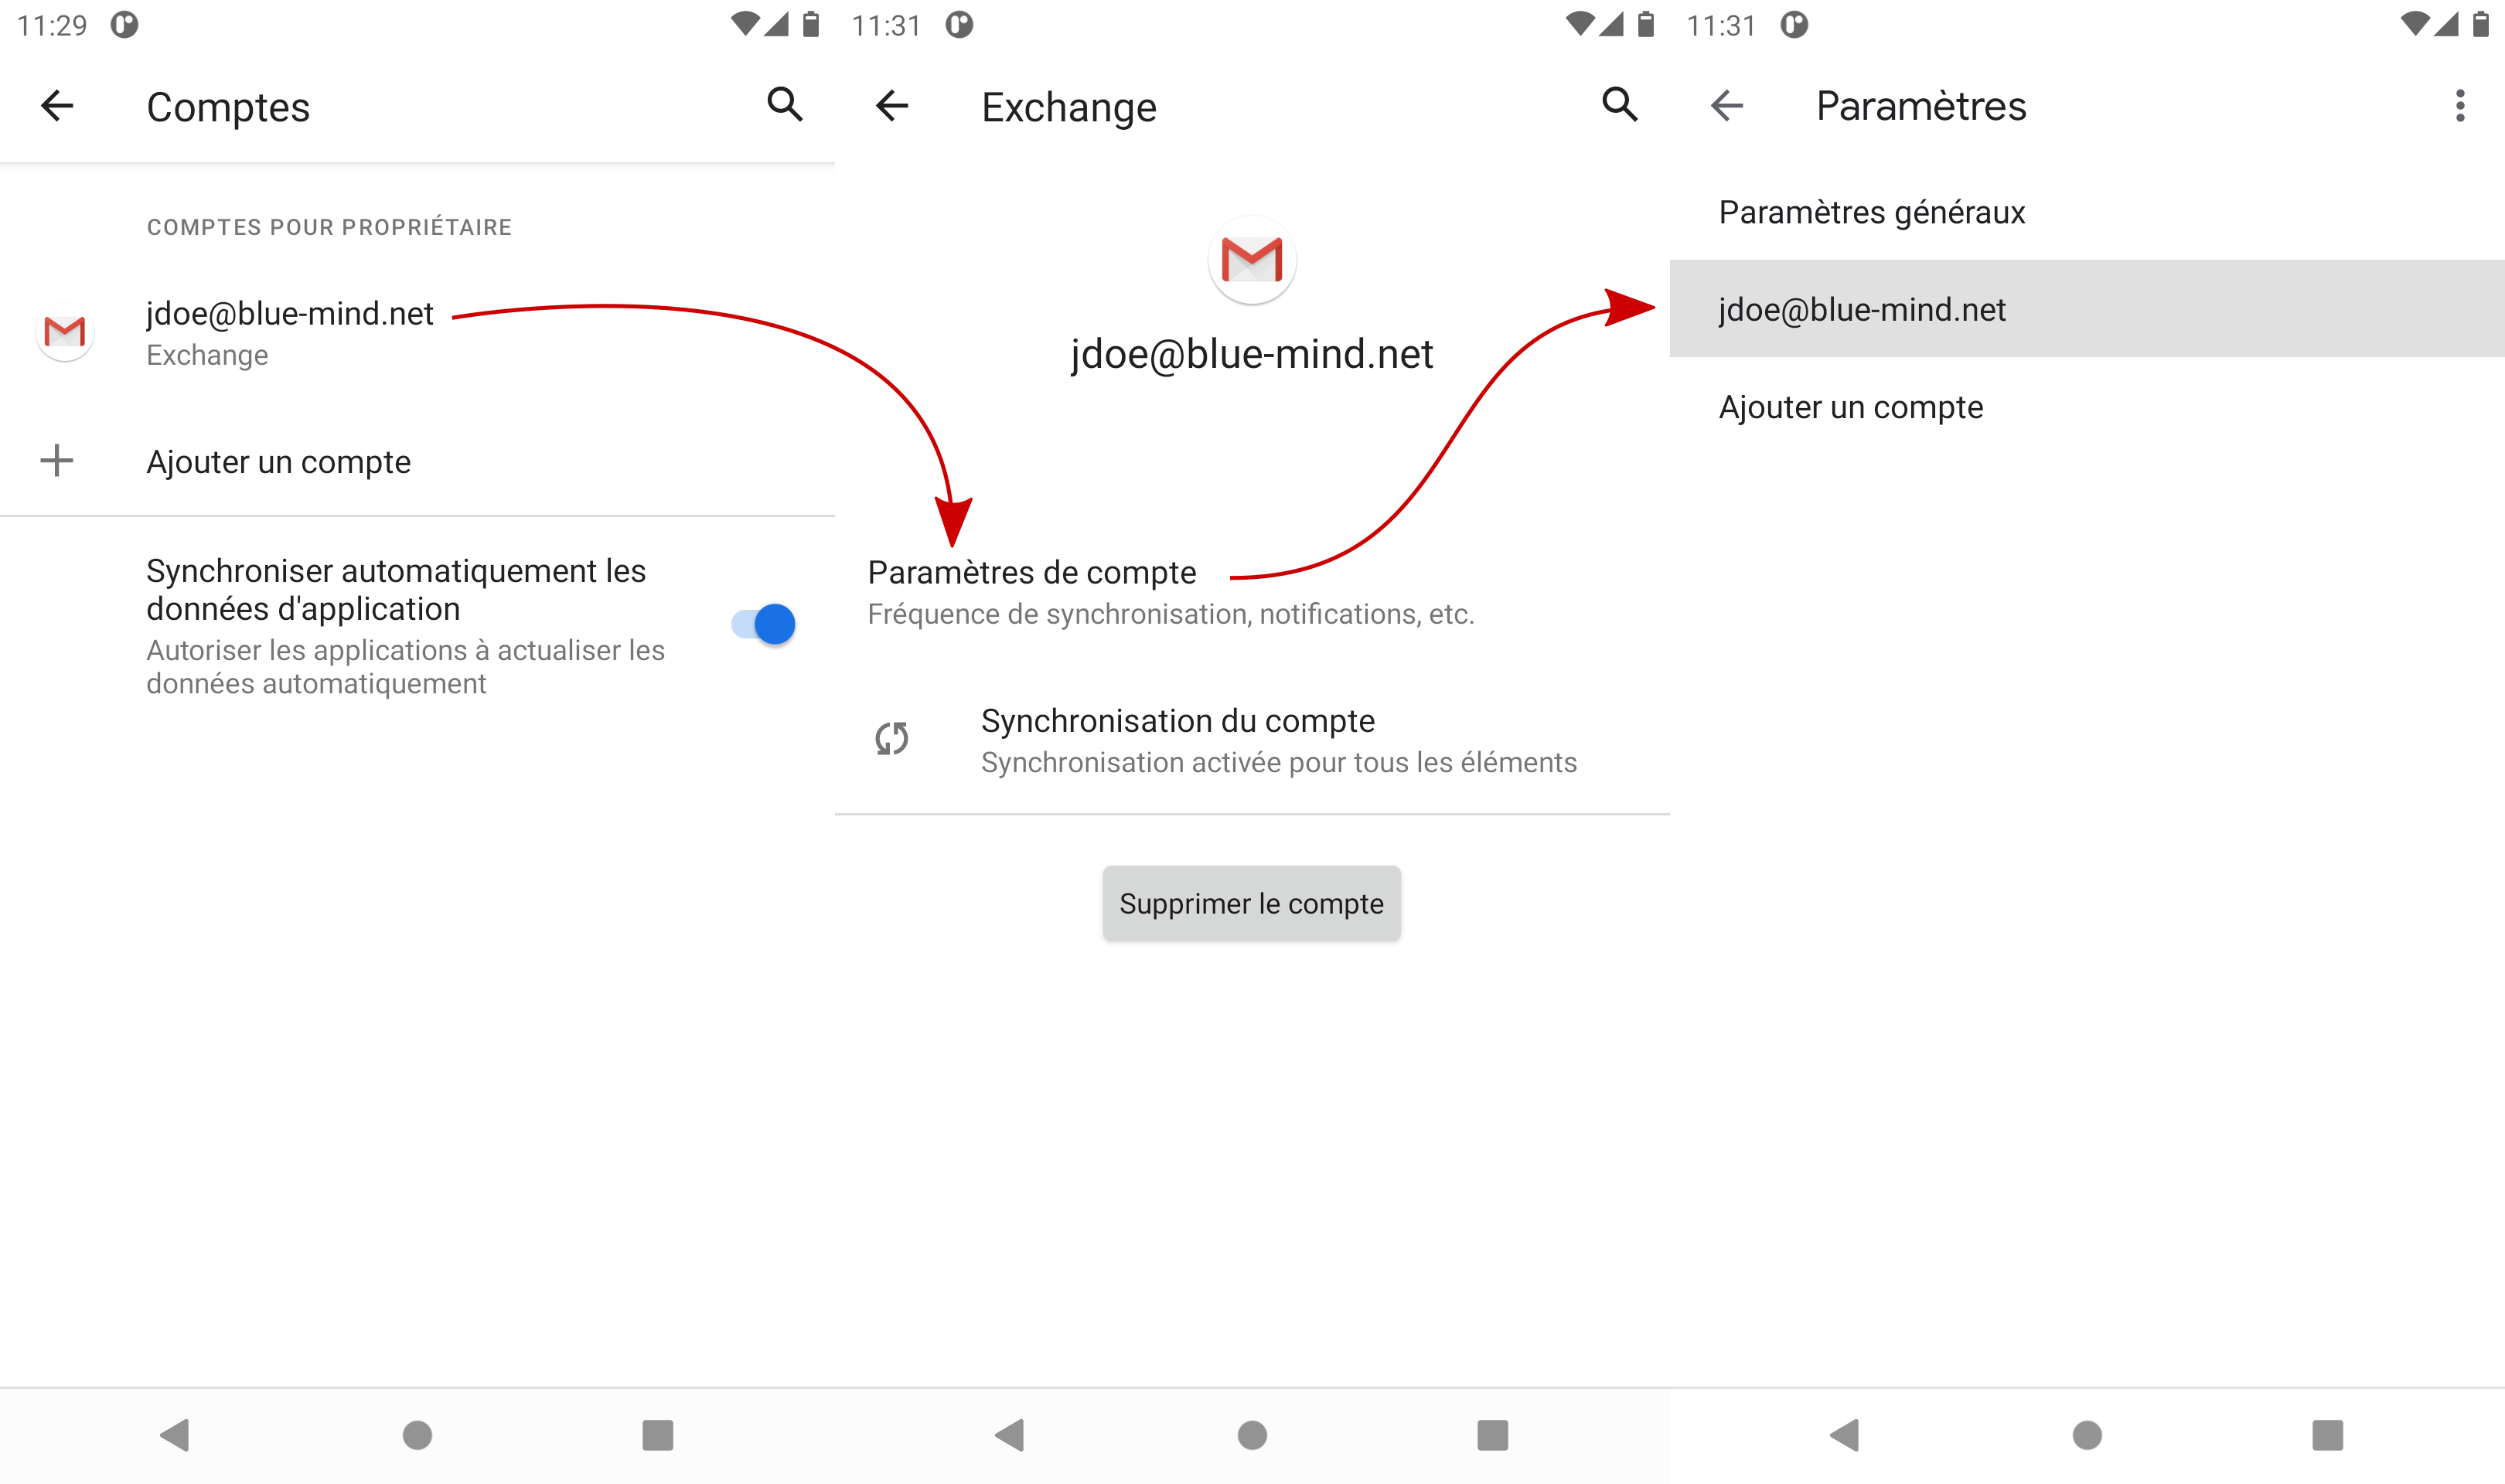 11:29
Comptes
COMPTES POUR PROPRIÉTAIRE
jdoe@blue-mind.net
Exchange
Ajouter un compte
Synchroniser automatiquement les
données d'application
Autoriser les applications à actualiser les
données automatiquement
11:31
Exchange
jdoe@blue-mind.net
Paramètres de compte
Fréquence de synchronisation, notifications, etc.
Synchronisation du compte
Synchronisation activée pour tous les éléments
Supprimer le compte
11:31
Paramètres
Paramètres généraux
jdoe@blue-mind.net
Ajouter un compte